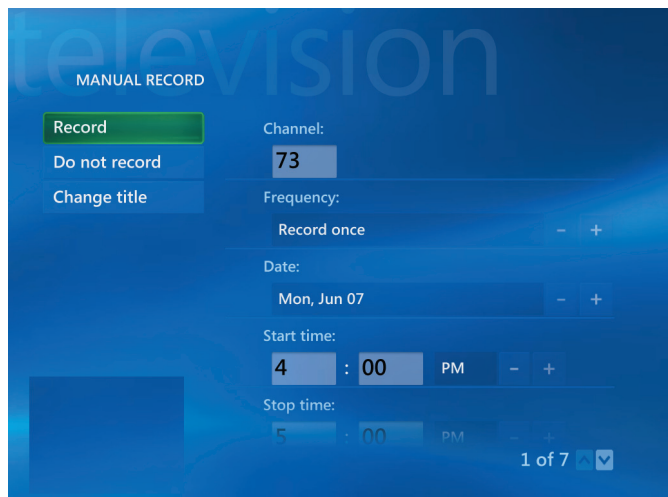 television
MANUAL RECORD
Record
Do not record
Change title
Channel:
73
Frequency:
Record once - +
Date:
Mon, Jun 07 - +
Start time:
4 : 00 PM - +
Stop time:
5 : 00 PM - +
1 of 7